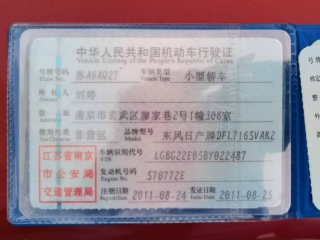 中华人民共和国机动车行驶证
Vehicle License of the People's Republic of China
号牌号码 苏A6A027 车辆类型 小型轿车
所有人 刘婷
住址 南京市玄武区廖家巷2号1幢306室
使用性质 非营运 品牌型号 东风日产牌DFL7165VAK2
江苏省南京
市公安局
交通管理局
车辆识别代号 LGBG22E05BY022487
VIN
发动机号码 570772E
Engine No.
注册日期 2011-08-24 发证日期 2011-08-25